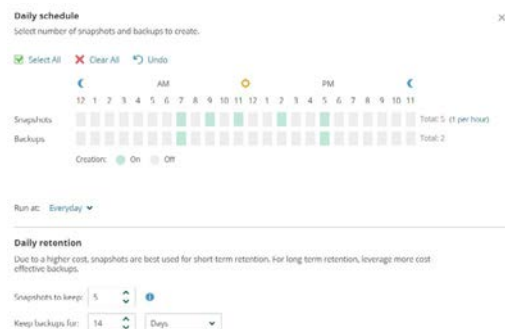 Daily schedule
Select number of snapshots and backups to create.
Select All Clear All Undo
AM PM
12 1 2 3 4 5 6 7 8 9 10 11 12 1 2 3 4 5 6 7 8 9 10 11
Snapshots Total: 5 (1 per hour)
Backups Total: 2
Creation: On Off
Run at: Everyday
Daily retention
Due to a higher cost, snapshots are best used for short term retention. For long term retention, leverage more cost
effective backups.
Snapshots to keep: 5
Keep backups for: 14 Days